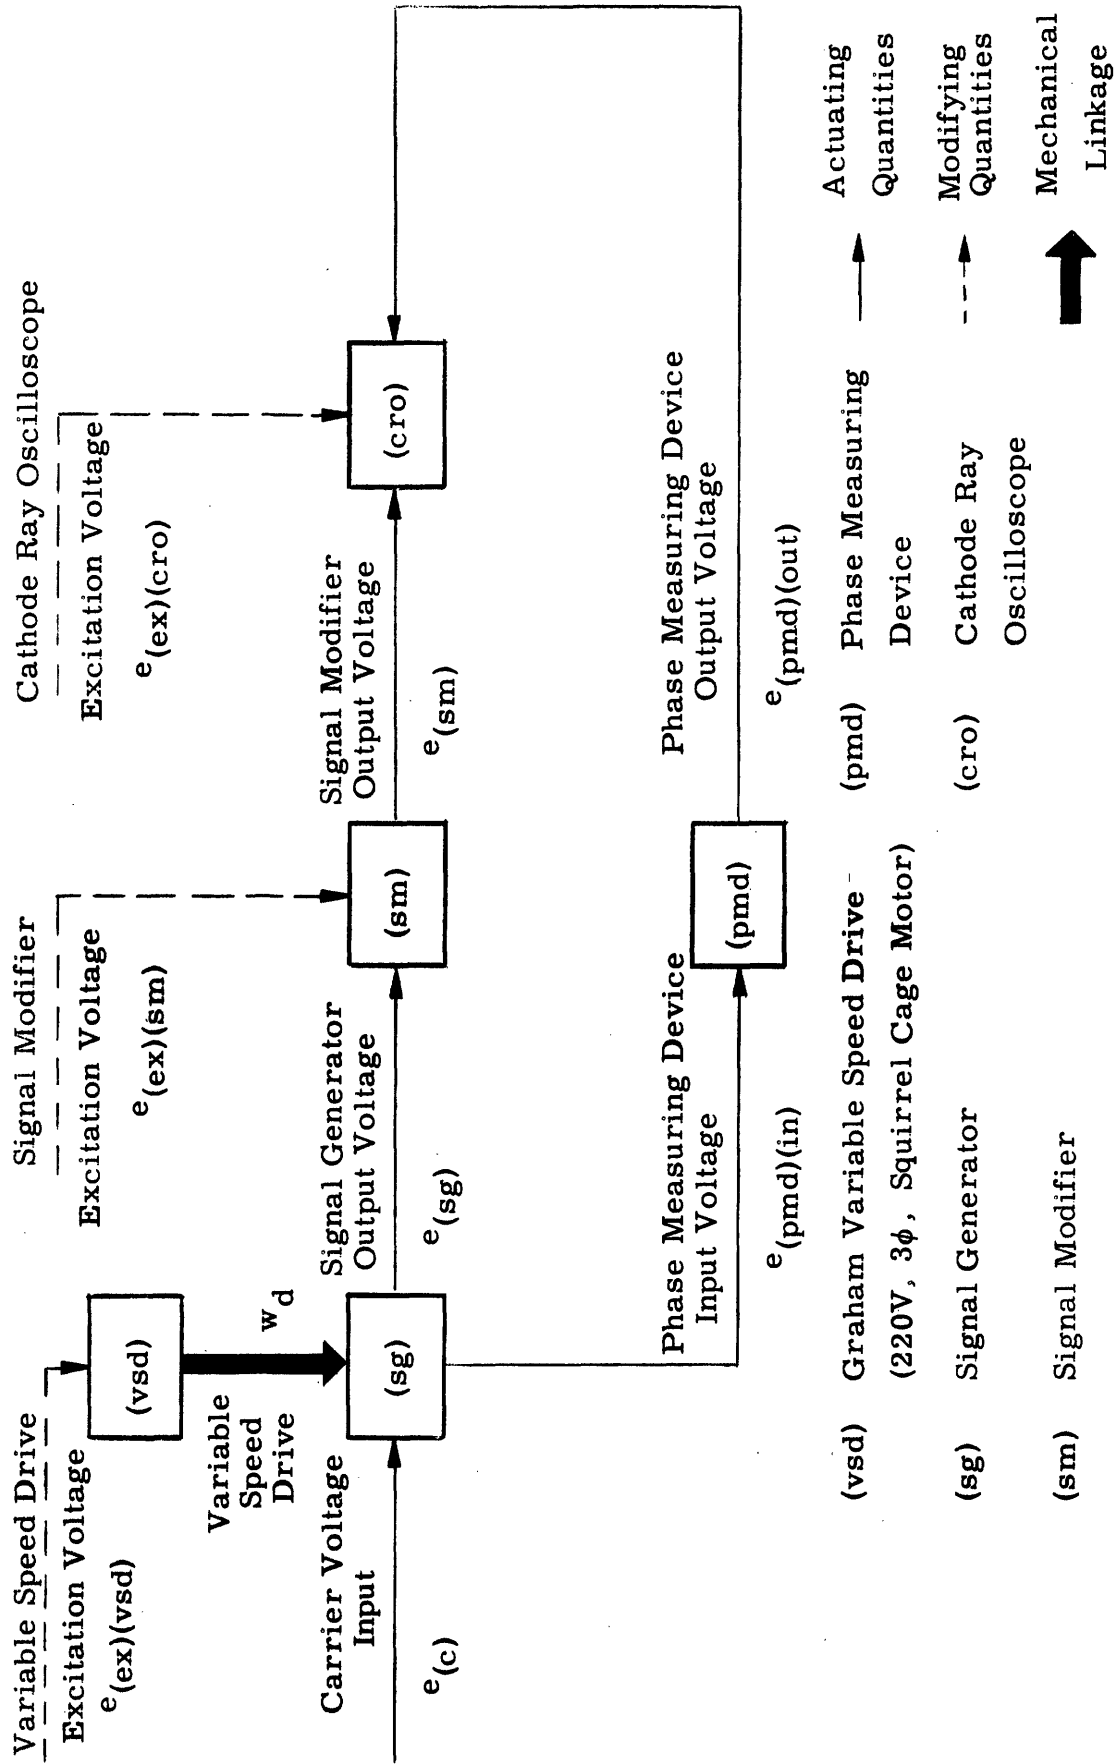 Variable Speed Drive
Excitation Voltage
e(ex)(vsd)
Signal Modifier
Excitation Voltage
e(ex)(sm)
Cathode Ray Oscilloscope
Excitation Voltage
e(ex)(cro)
(vsd)
Variable
Speed
Drive
w_d
Carrier Voltage
Input
e(c)
(sg)
Signal Generator
Output Voltage
e(sg)
(sm)
Signal Modifier
Output Voltage
e(sm)
(cro)
Phase Measuring Device
Input Voltage
e(pmd)(in)
(pmd)
Phase Measuring Device
Output Voltage
e(pmd)(out)
(vsd) Graham Variable Speed Drive
(220V, 3ϕ, Squirrel Cage Motor)
(sg) Signal Generator
(sm) Signal Modifier
(pmd) Phase Measuring
Device
(cro) Cathode Ray
Oscilloscope
Actuating
Quantities
Modifying
Quantities
Mechanical
Linkage